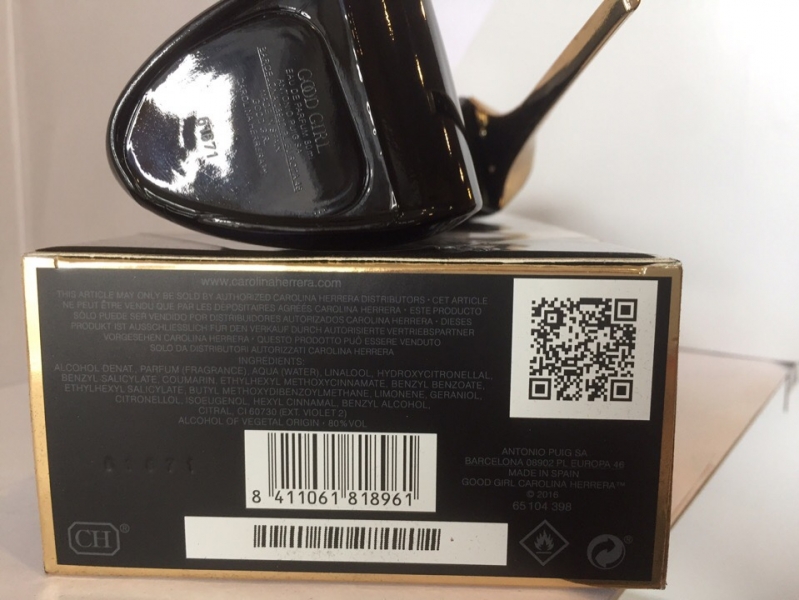 GOOD GIRL
EAU DE PARFUM
61871
www.carolinaherrera.com
THIS ARTICLE MAY ONLY BE SOLD BY AUTHORIZED CAROLINA HERRERA DISTRIBUTORS • CET ARTICLE
NE PEUT ÊTRE VENDU QUE PAR LES DÉPOSITAIRES AGRÉÉS CAROLINA HERRERA • ESTE PRODUCTO
SÓLO PUEDE SER VENDIDO POR DISTRIBUIDORES AUTORIZADOS CAROLINA HERRERA • DIESES
PRODUKT IST AUSSCHLIESSLICH FÜR DEN VERKAUF DURCH AUTORISIERTE VERTRIEBSPARTNER
VORGESEHEN CAROLINA HERRERA • QUESTO PRODOTTO PUÒ ESSERE VENDUTO
SOLO DA DISTRIBUTORI AUTORIZZATI CAROLINA HERRERA
INGREDIENTS:
ALCOHOL DENAT., PARFUM (FRAGRANCE), AQUA (WATER), LINALOOL, HYDROXYCITRONELLAL,
BENZYL SALICYLATE, COUMARIN, ETHYLHEXYL METHOXYCINNAMATE, BENZYL BENZOATE,
ETHYLHEXYL SALICYLATE, BUTYL METHOXYDIBENZOYLMETHANE, LIMONENE, GERANIOL,
CITRONELLOL, ISOEUGENOL, HEXYL CINNAMAL, BENZYL ALCOHOL,
CITRAL, CI 60730 (EXT. VIOLET 2)
ALCOHOL OF VEGETAL ORIGIN • 80% VOL
8 411061 818961
ANTONIO PUIG SA
BARCELONA 08902 PL EUROPA 46
MADE IN SPAIN
GOOD GIRL CAROLINA HERRERA™
© 2016
65104 398
CH®